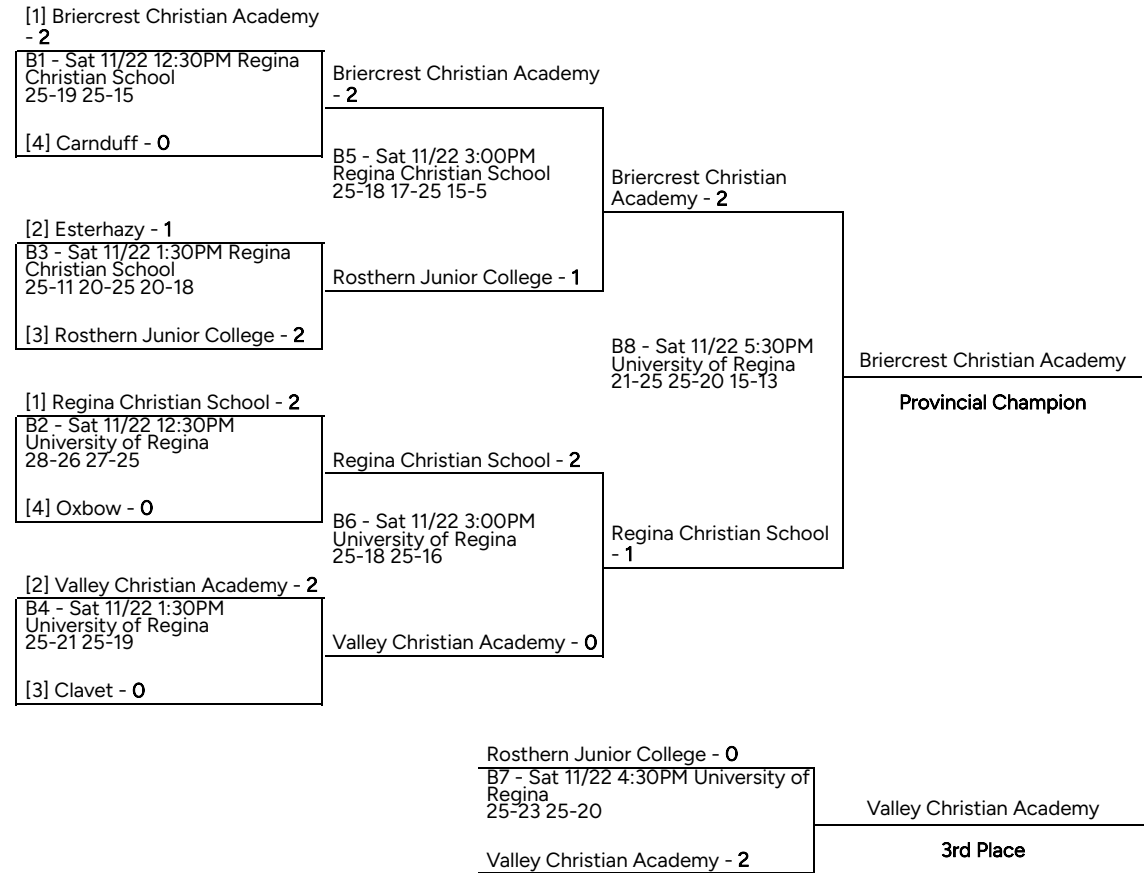 [1] Briercrest Christian Academy
- 2
B1 - Sat 11/22 12:30PM Regina
Christian School
25-19 25-15
[4] Carnduff - 0
[2] Esterhazy - 1
B3 - Sat 11/22 1:30PM Regina
Christian School
25-11 20-25 20-18
[3] Rosthern Junior College - 2
[1] Regina Christian School - 2
B2 - Sat 11/22 12:30PM
University of Regina
28-26 27-25
[4] Oxbow - 0
[2] Valley Christian Academy - 2
B4 - Sat 11/22 1:30PM
University of Regina
25-21 25-19
[3] Clavet - 0
Briercrest Christian Academy
- 2
B5 - Sat 11/22 3:00PM
Regina Christian School
25-18 17-25 15-5
Rosthern Junior College - 1
Regina Christian School - 2
B6 - Sat 11/22 3:00PM
University of Regina
25-18 25-16
Valley Christian Academy - 0
Briercrest Christian
Academy - 2
B8 - Sat 11/22 5:30PM
University of Regina
21-25 25-20 15-13
Regina Christian School
- 1
Briercrest Christian Academy
Provincial Champion
Rosthern Junior College - 0
B7 - Sat 11/22 4:30PM University of
Regina
25-23 25-20
Valley Christian Academy - 2
Valley Christian Academy
3rd Place